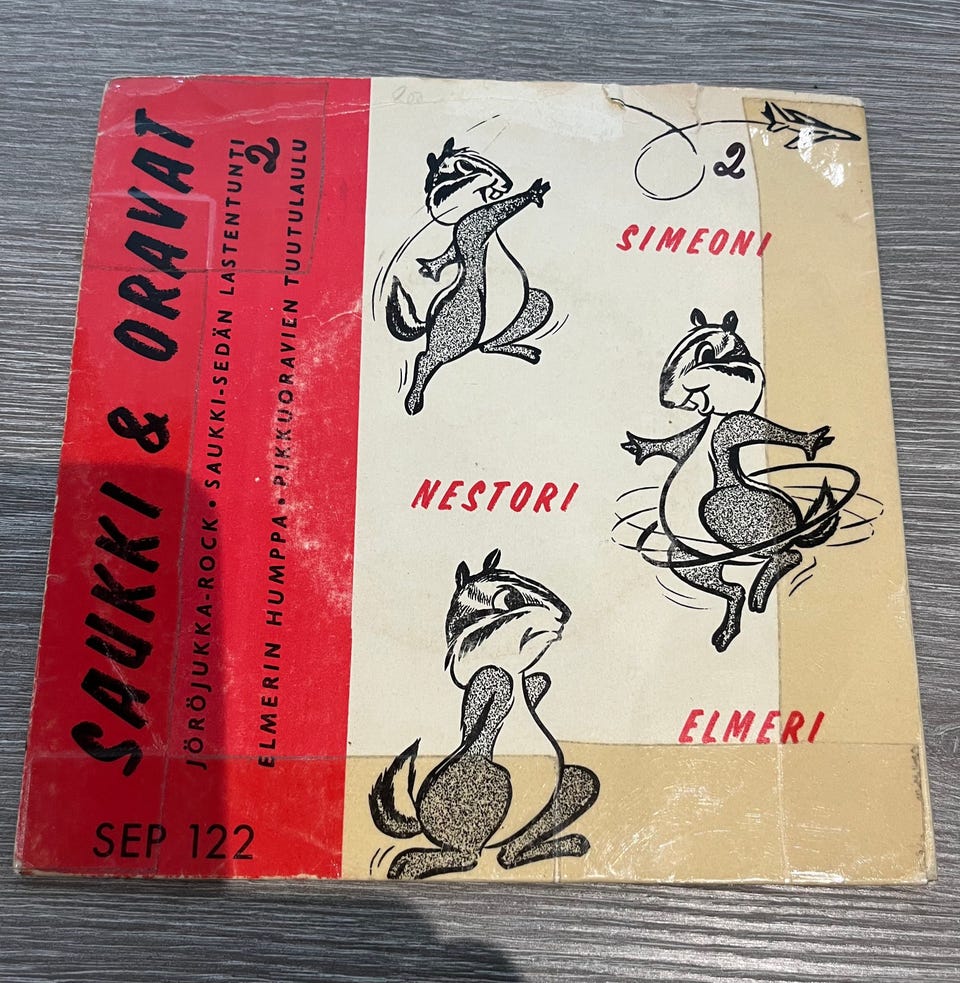 SAUKKI & ORAVAT
2
JÖRÖJUKKA-ROCK • SAUKKI-SEDÄN LASTENTUNTI
ELMERIN HUMPPA • PIKKUORAVIEN TUUTULAULU
SEP 122
2
SIMEONI
NESTORI
ELMERI